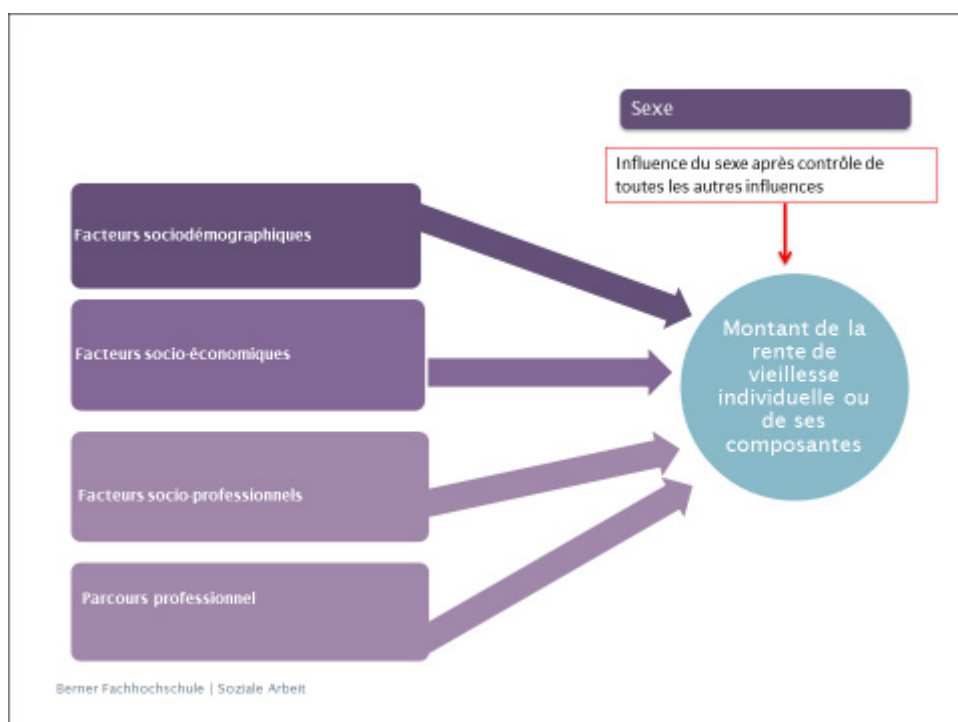 Sexe
Influence du sexe après contrôle de
toutes les autres influences
Facteurs sociodémographiques
Facteurs socio-économiques
Facteurs socio-professionnels
Parcours professionnel
Montant de la
rente de
vieillesse
individuelle ou
de ses
composantes
Berner Fachhochschule | Soziale Arbeit